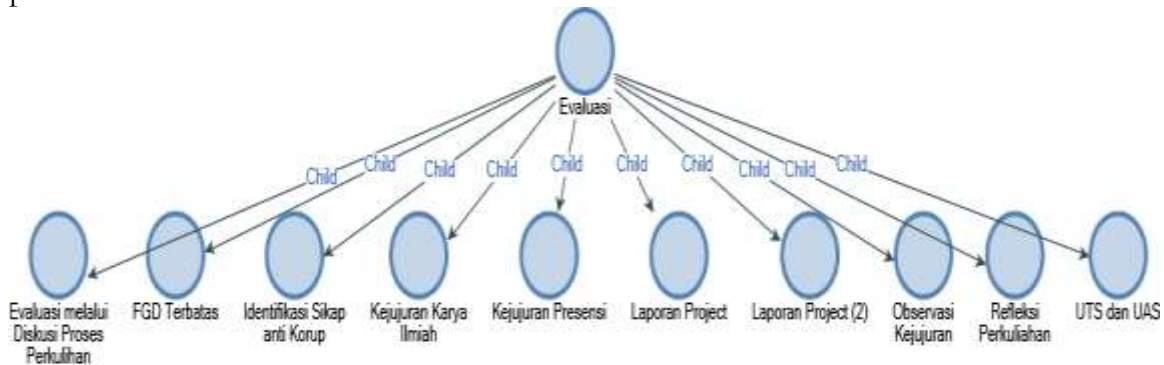 Evaluasi
Child Child Child Child Child Child Child Child Child Child
Evaluasi melalui
Diskusi Proses
Perkulihan
FGD Terbatas
Identifikasi Sikap
anti Korup
Kejujuran Karya
Ilmiah
Kejujuran Presensi
Laporan Project
Laporan Project (2)
Observasi
Kejujuran
Refleksi
Perkuliahan
UTS dan UAS